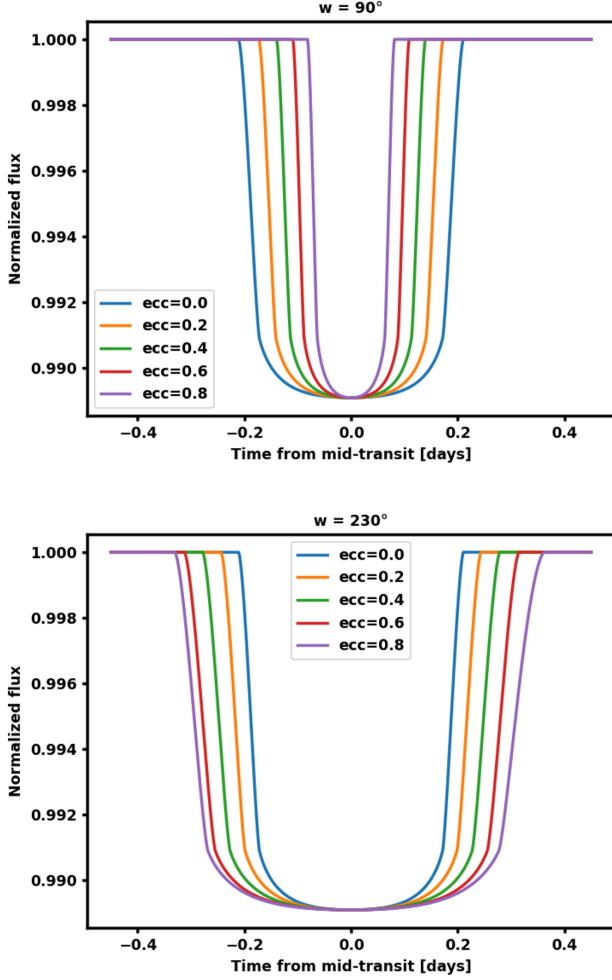 w = 90°
1.000
0.998
0.996
0.994
0.992
0.990
Normalized flux
ecc=0.0
ecc=0.2
ecc=0.4
ecc=0.6
ecc=0.8
−0.4 −0.2 0.0 0.2 0.4
Time from mid-transit [days]
w = 230°
1.000
0.998
0.996
0.994
0.992
0.990
Normalized flux
ecc=0.0
ecc=0.2
ecc=0.4
ecc=0.6
ecc=0.8
−0.4 −0.2 0.0 0.2 0.4
Time from mid-transit [days]